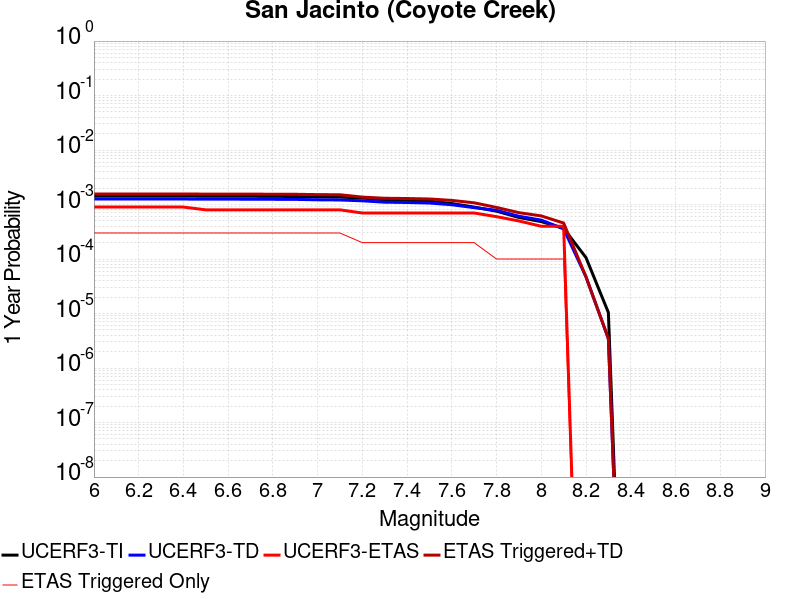 San Jacinto (Coyote Creek)
10^0
10^-1
10^-2
10^-3
10^-4
10^-5
10^-6
10^-7
10^-8
1 Year Probability
6 6.2 6.4 6.6 6.8 7 7.2 7.4 7.6 7.8 8 8.2 8.4 8.6 8.8 9
Magnitude
UCERF3-TI UCERF3-TD UCERF3-ETAS ETAS Triggered+TD
ETAS Triggered Only